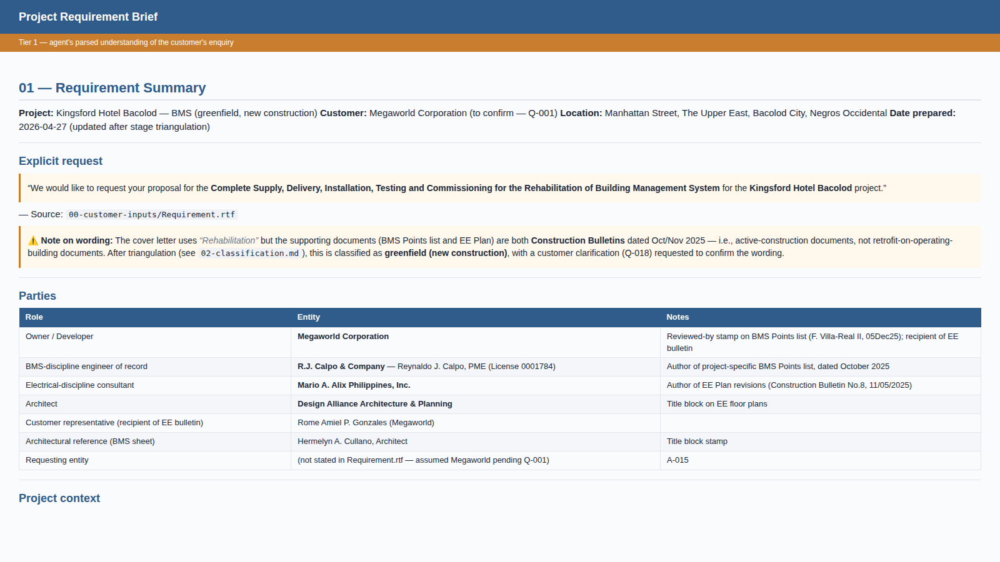 Project Requirement Brief
Tier 1 — agent's parsed understanding of the customer's enquiry
01 — Requirement Summary
Project: Kingsford Hotel Bacolod — BMS (greenfield, new construction) Customer: Megaworld Corporation (to confirm — Q-001) Location: Manhattan Street, The Upper East, Bacolod City, Negros Occidental Date prepared:
2026-04-27 (updated after stage triangulation)
Explicit request
“We would like to request your proposal for the Complete Supply, Delivery, Installation, Testing and Commissioning for the Rehabilitation of Building Management System for the Kingsford Hotel Bacolod project.”
— Source: 00-customer-inputs/Requirement.rtf
⚠️ Note on wording: The cover letter uses “Rehabilitation” but the supporting documents (BMS Points list and EE Plan) are both Construction Bulletins dated Oct/Nov 2025 — i.e., active-construction documents, not retrofit-on-operating-
building documents. After triangulation (see 02-classification.md ), this is classified as greenfield (new construction), with a customer clarification (Q-018) requested to confirm the wording.
Parties
Role Entity Notes
Owner / Developer Megaworld Corporation Reviewed-by stamp on BMS Points list (F. Villa-Real II, 05Dec25); recipient of EE
bulletin
BMS-discipline engineer of record R.J. Calpo & Company — Reynaldo J. Calpo, PME (License 0001784) Author of project-specific BMS Points list, dated October 2025
Electrical-discipline consultant Mario A. Alix Philippines, Inc. Author of EE Plan revisions (Construction Bulletin No.8, 11/05/2025)
Architect Design Alliance Architecture & Planning Title block on EE floor plans
Customer representative (recipient of EE bulletin) Rome Amiel P. Gonzales (Megaworld)
Architectural reference (BMS sheet) Hermelyn A. Cullano, Architect Title block stamp
Requesting entity (not stated in Requirement.rtf — assumed Megaworld pending Q-001) A-015
Project context